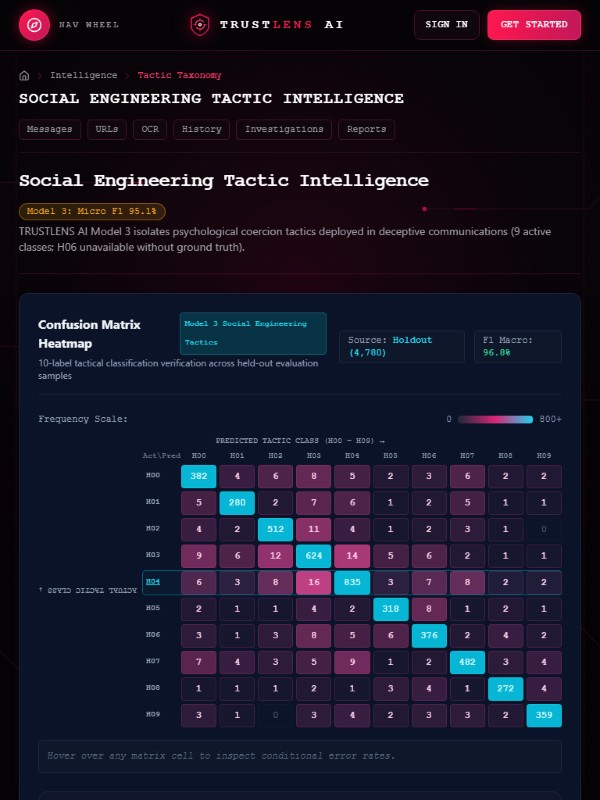 NAV WHEEL
TRUSTLENS AI
SIGN IN
GET STARTED
Intelligence
Tactic Taxonomy
SOCIAL ENGINEERING TACTIC INTELLIGENCE
Messages URLs OCR History Investigations Reports
Social Engineering Tactic Intelligence
Model 3: Micro F1 95.1%
TRUSTLENS AI Model 3 isolates psychological coercion tactics deployed in deceptive communications (9 active
classes; H06 unavailable without ground truth).
Confusion Matrix
Heatmap
Model 3 Social Engineering
Tactics
10-label tactical classification verification across held-out evaluation
samples
Source: Holdout
(4,780)
F1 Macro:
96.8%
Frequency Scale:
0 800+
PREDICTED TACTIC CLASS (H00 – H09) →
Act\Pred H00 H01 H02 H03 H04 H05 H06 H07 H08 H09
H00 382 4 6 8 5 2 3 6 2 2
H01 5 280 2 7 6 1 2 5 1 1
H02 4 2 512 11 4 1 2 3 1 0
H03 9 6 12 624 14 5 6 2 1 1
H04 6 3 8 16 835 3 7 8 2 2
H05 2 1 1 4 2 318 8 1 2 1
H06 3 1 3 8 5 6 376 2 4 2
H07 7 4 3 5 9 1 2 482 3 4
H08 1 1 1 2 1 3 4 1 272 4
H09 3 1 0 3 4 2 3 3 2 359
ACTUAL TACTIC CLASS ↓
Hover over any matrix cell to inspect conditional error rates.